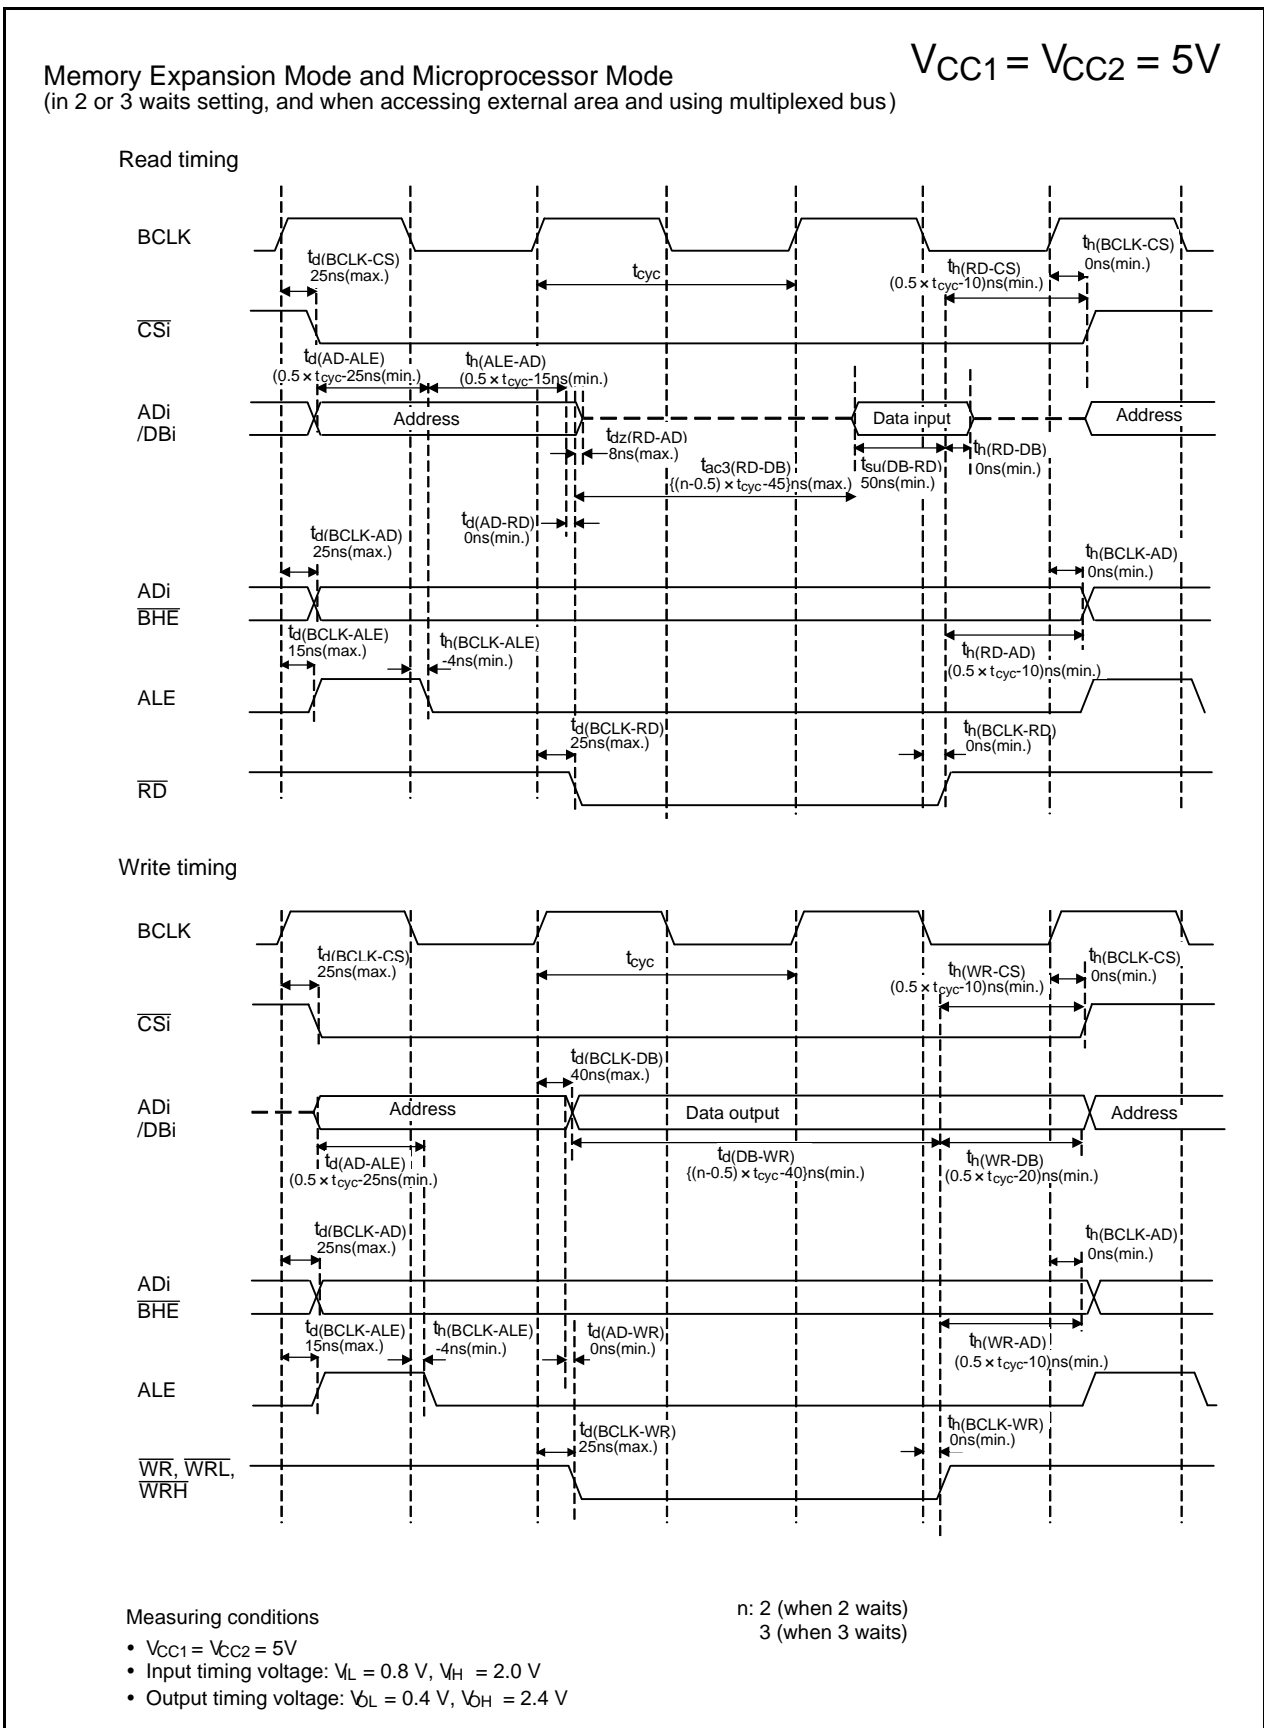 VCC1 = VCC2 = 5V
Memory Expansion Mode and Microprocessor Mode
(in 2 or 3 waits setting, and when accessing external area and using multiplexed bus)
Read timing
BCLK
td(BCLK-CS)
25ns(max.)
tcyc
th(RD-CS)
(0.5 × tcyc-10)ns(min.)
th(BCLK-CS)
0ns(min.)
CSi
td(AD-ALE)
(0.5 × tcyc-25ns(min.)
th(ALE-AD)
(0.5 × tcyc-15ns(min.)
ADi
/DBi
Address
Data input
Address
tdz(RD-AD)
8ns(max.)
tac3(RD-DB)
{(n-0.5) × tcyc-45}ns(max.)
tsu(DB-RD)
50ns(min.)
th(RD-DB)
0ns(min.)
td(AD-RD)
0ns(min.)
td(BCLK-AD)
25ns(max.)
th(BCLK-AD)
0ns(min.)
ADi
BHE
td(BCLK-ALE)
15ns(max.)
th(BCLK-ALE)
-4ns(min.)
th(RD-AD)
(0.5 × tcyc-10)ns(min.)
ALE
td(BCLK-RD)
25ns(max.)
th(BCLK-RD)
0ns(min.)
RD
Write timing
BCLK
td(BCLK-CS)
25ns(max.)
tcyc
th(WR-CS)
(0.5 × tcyc-10)ns(min.)
th(BCLK-CS)
0ns(min.)
CSi
td(BCLK-DB)
40ns(max.)
ADi
/DBi
Address
Data output
Address
td(AD-ALE)
(0.5 × tcyc-25ns(min.)
td(DB-WR)
{(n-0.5) × tcyc-40}ns(min.)
th(WR-DB)
(0.5 × tcyc-20)ns(min.)
td(BCLK-AD)
25ns(max.)
th(BCLK-AD)
0ns(min.)
ADi
BHE
td(BCLK-ALE)
15ns(max.)
th(BCLK-ALE)
-4ns(min.)
td(AD-WR)
0ns(min.)
th(WR-AD)
(0.5 × tcyc-10)ns(min.)
ALE
td(BCLK-WR)
25ns(max.)
th(BCLK-WR)
0ns(min.)
WR, WRL,
WRH
Measuring conditions
• VCC1 = VCC2 = 5V
• Input timing voltage: VIL = 0.8 V, VIH = 2.0 V
• Output timing voltage: VOL = 0.4 V, VOH = 2.4 V
n: 2 (when 2 waits)
3 (when 3 waits)